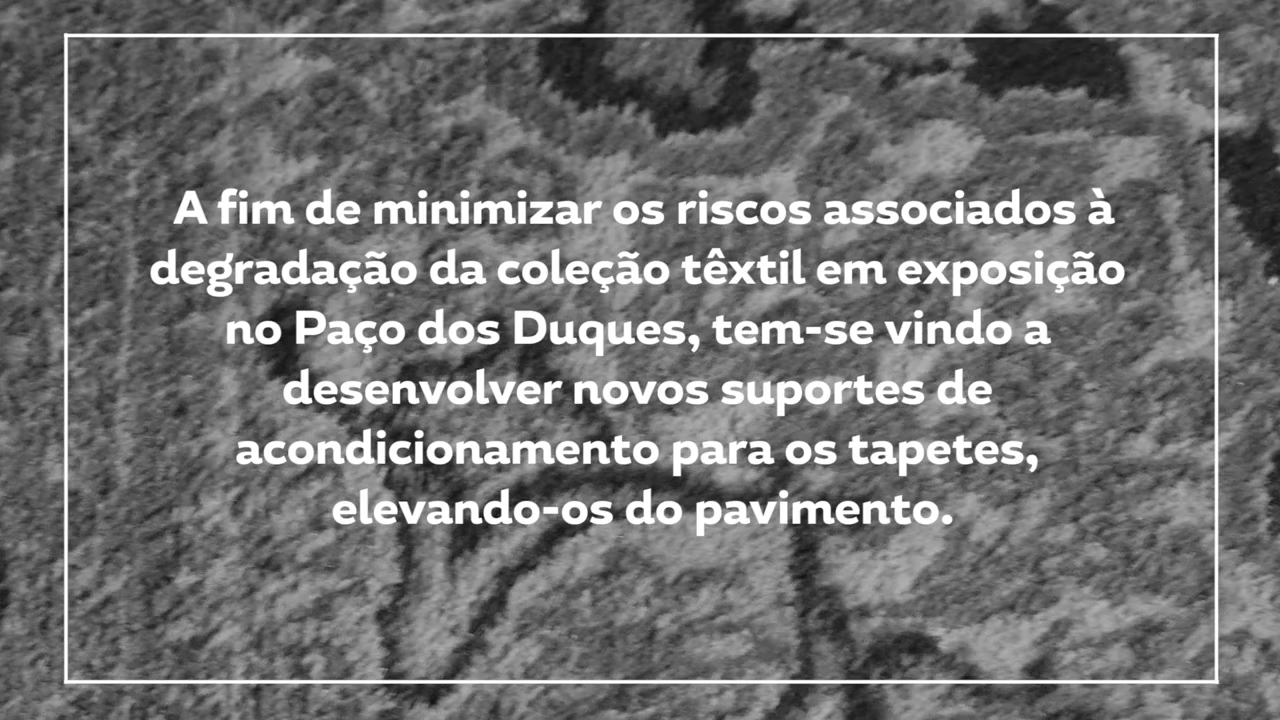 A fim de minimizar os riscos associados à
degradação da coleção têxtil em exposição
no Paço dos Duques, tem-se vindo a
desenvolver novos suportes de
acondicionamento para os tapetes,
elevando-os do pavimento.